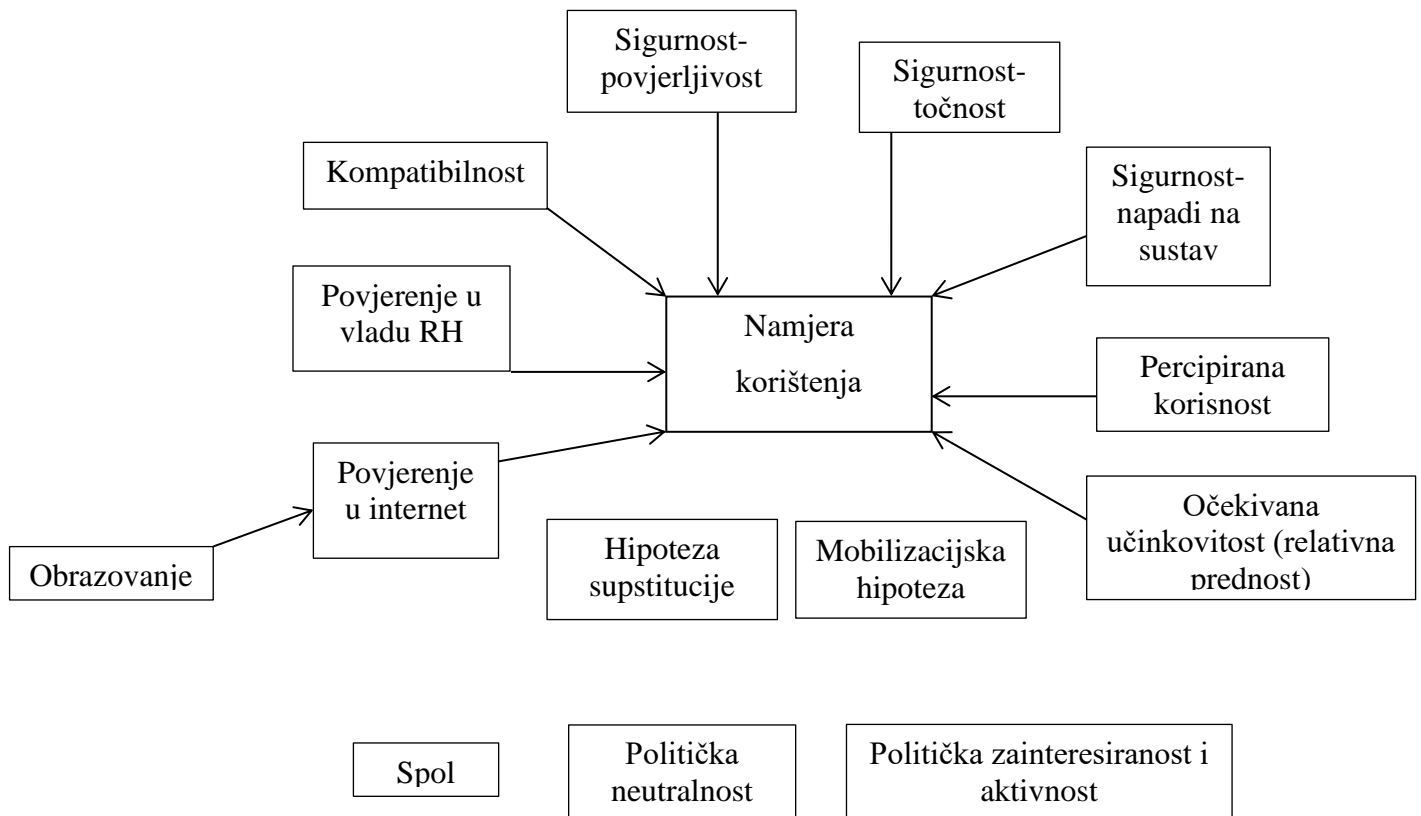 Sigurnost-
povjerljivost
Sigurnost-
točnost
Kompatibilnost
Sigurnost-
napadi na
sustav
Povjerenje u
vladu RH
Namjera
korištenja
Percipirana
korisnost
Povjerenje
u internet
Očekivana
učinkovitost (relativna
prednost)
Obrazovanje
Hipoteza
supstitucije
Mobilizacijska
hipoteza
Spol
Politička
neutralnost
Politička zainteresiranost i
aktivnost